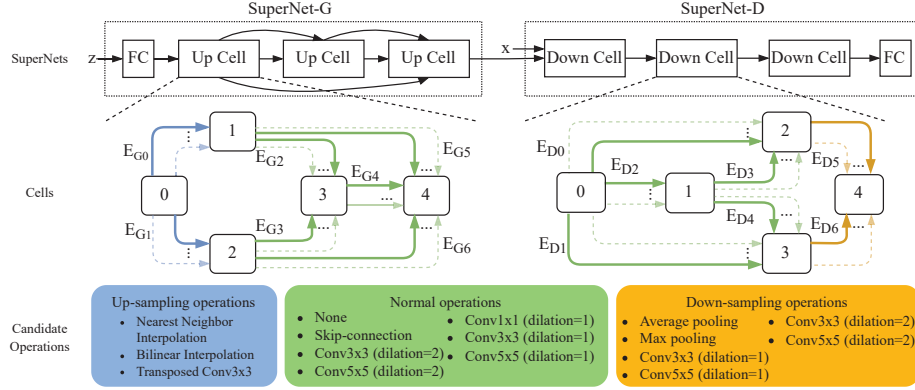 SuperNet-G
SuperNet-D
SuperNets
z
FC
Up Cell
Up Cell
Up Cell
x
Down Cell
Down Cell
Down Cell
FC
Cells
E_G0
E_G1
0
1
2
E_G2
E_G3
3
E_G4
4
E_G5
E_G6
...
...
...
...
...
...
...
E_D0
E_D1
0
E_D2
1
E_D3
E_D4
2
3
E_D5
E_D6
4
...
...
...
...
...
...
...
Candidate
Operations
Up-sampling operations
• Nearest Neighbor
Interpolation
• Bilinear Interpolation
• Transposed Conv3x3
Normal operations
• None
• Skip-connection
• Conv3x3 (dilation=2)
• Conv5x5 (dilation=2)
• Conv1x1 (dilation=1)
• Conv3x3 (dilation=1)
• Conv5x5 (dilation=1)
Down-sampling operations
• Average pooling
• Max pooling
• Conv3x3 (dilation=1)
• Conv5x5 (dilation=1)
• Conv3x3 (dilation=2)
• Conv5x5 (dilation=2)